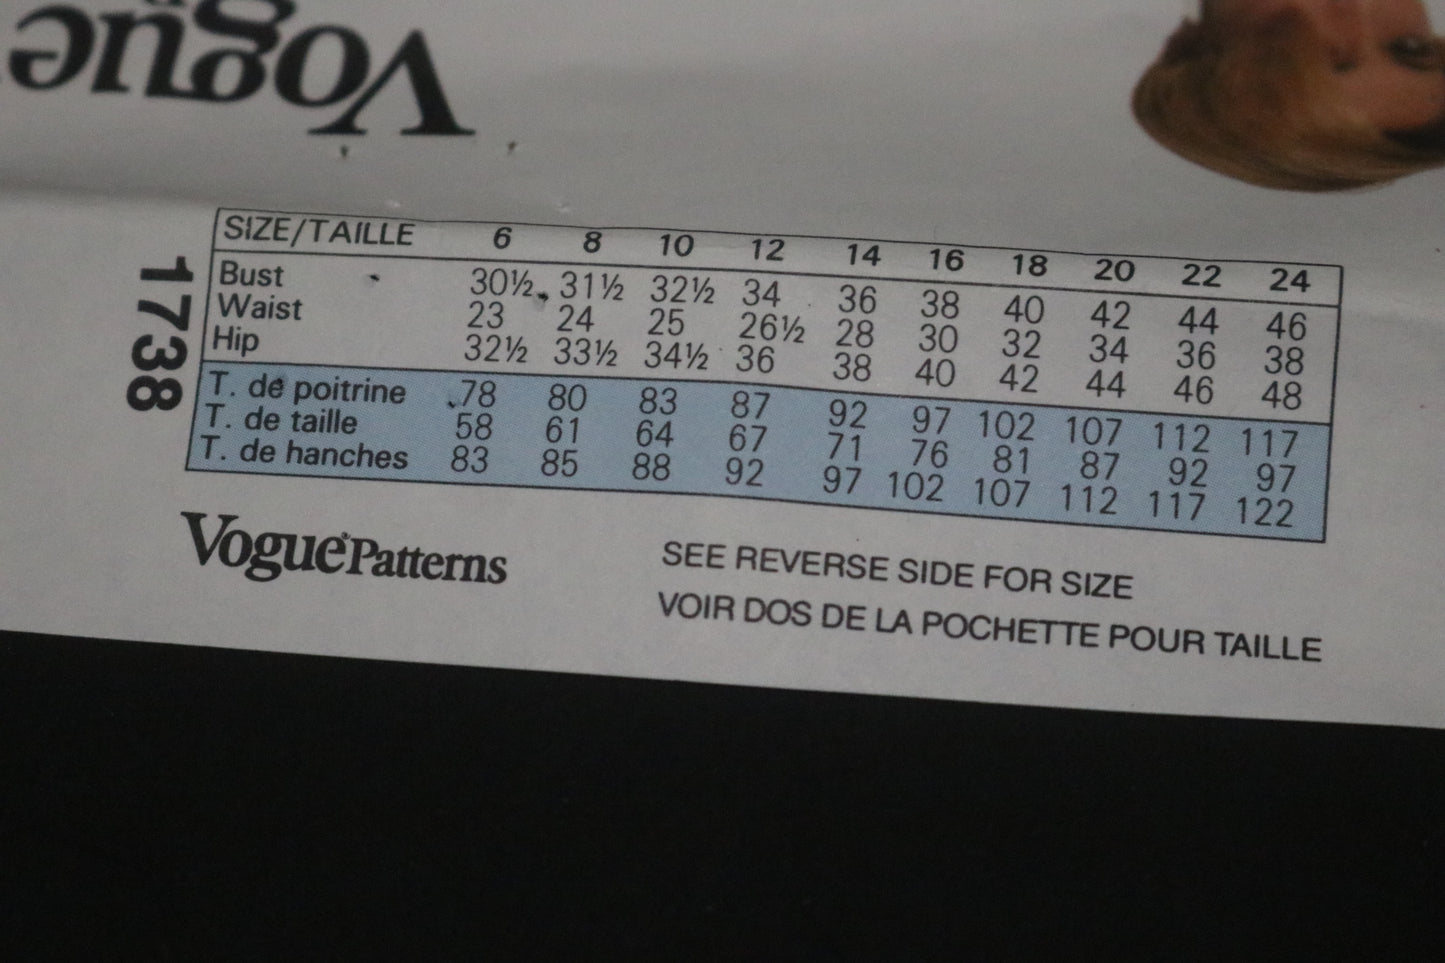 Vogue
SIZE/TAILLE 6 8 10 12 14 16 18 20 22 24
Bust 30½ 31½ 32½ 34 36 38 40 42 44 46
Waist 23 24 25 26½ 28 30 32 34 36 38
Hip 32½ 33½ 34½ 36 38 40 42 44 46 48
T. de poitrine 78 80 83 87 92 97 102 107 112 117
T. de taille 58 61 64 67 71 76 81 87 92 97
T. de hanches 83 85 88 92 97 102 107 112 117 122
1738
Vogue Patterns
SEE REVERSE SIDE FOR SIZE
VOIR DOS DE LA POCHETTE POUR TAILLE